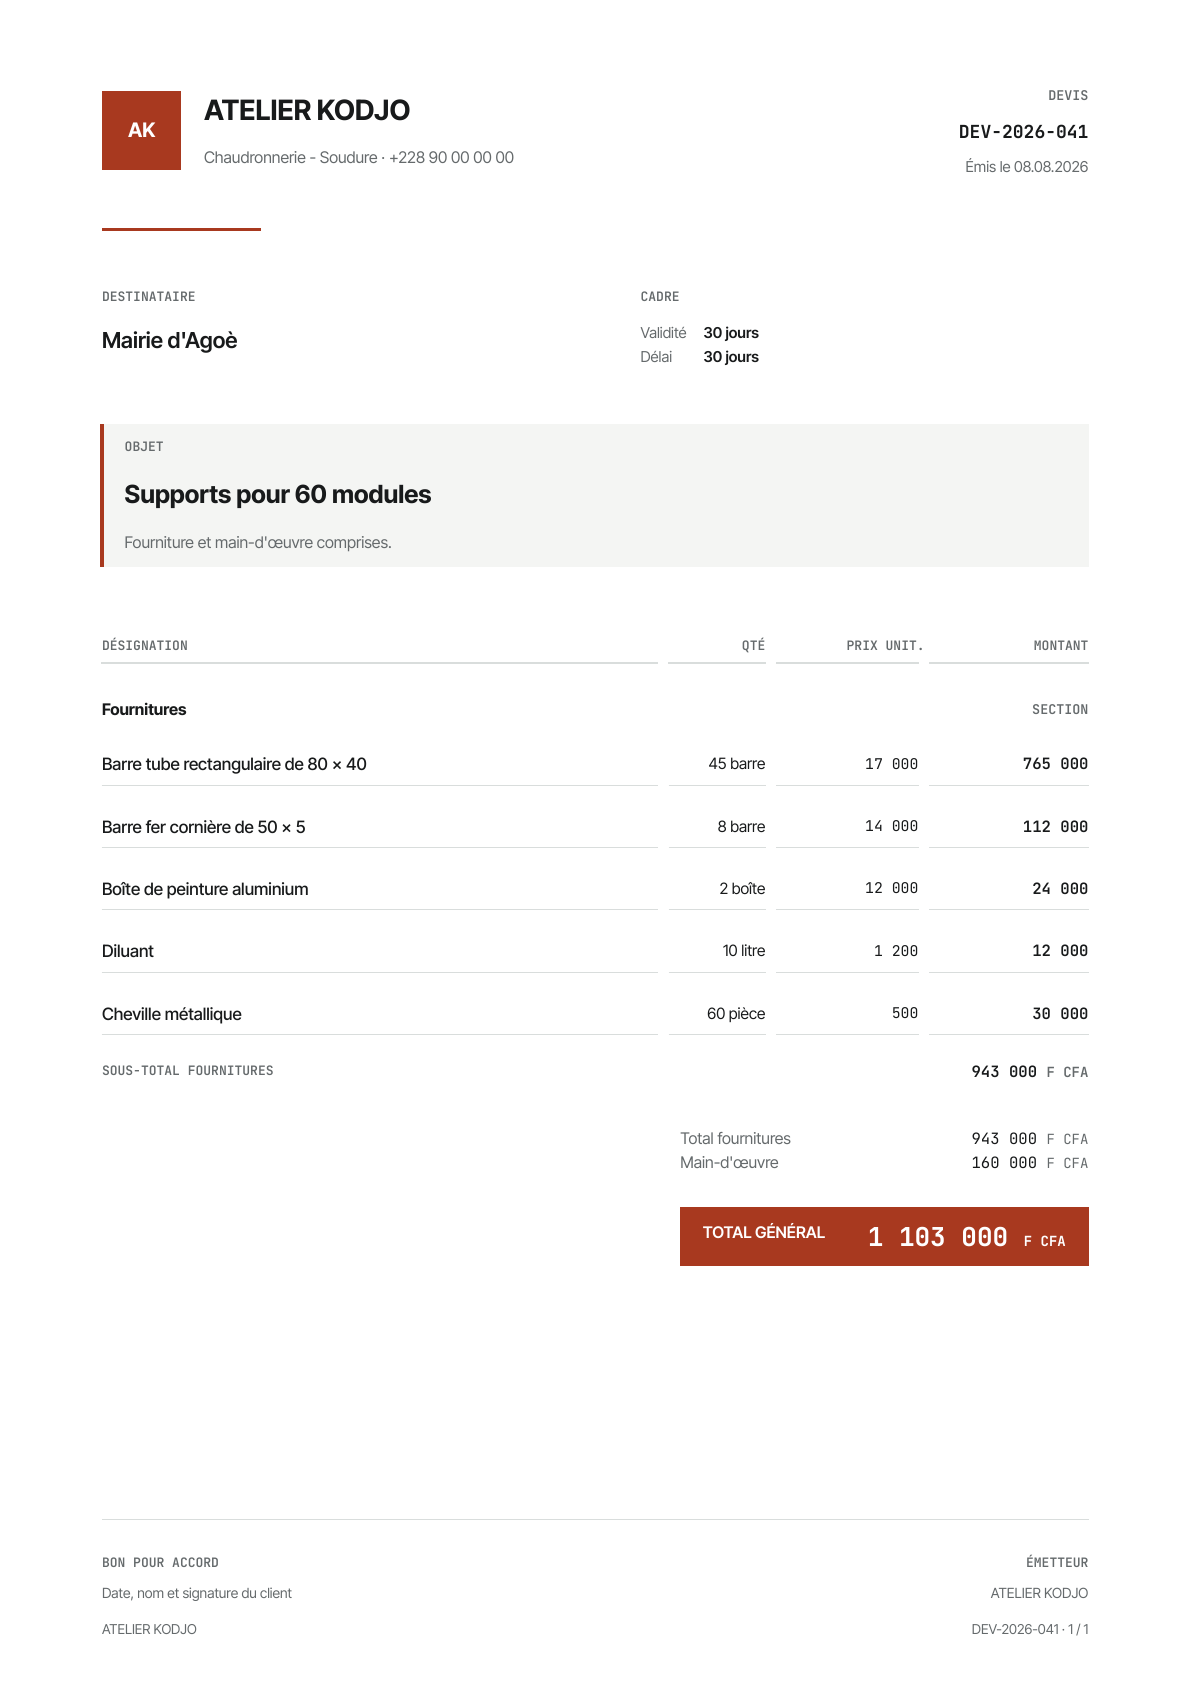 AK
ATELIER KODJO
Chaudronnerie - Soudure · +228 90 00 00 00
DEVIS
DEV-2026-041
Émis le 08.08.2026
DESTINATAIRE
Mairie d'Agoè
CADRE
Validité 30 jours
Délai 30 jours
OBJET
Supports pour 60 modules
Fourniture et main-d'œuvre comprises.
DÉSIGNATION QTÉ PRIX UNIT. MONTANT
Fournitures SECTION
Barre tube rectangulaire de 80 × 40 45 barre 17 000 765 000
Barre fer cornière de 50 × 5 8 barre 14 000 112 000
Boîte de peinture aluminium 2 boîte 12 000 24 000
Diluant 10 litre 1 200 12 000
Cheville métallique 60 pièce 500 30 000
SOUS-TOTAL FOURNITURES 943 000 F CFA
Total fournitures 943 000 F CFA
Main-d'œuvre 160 000 F CFA
TOTAL GÉNÉRAL 1 103 000 F CFA
BON POUR ACCORD ÉMETTEUR
Date, nom et signature du client ATELIER KODJO
ATELIER KODJO DEV-2026-041 · 1 / 1